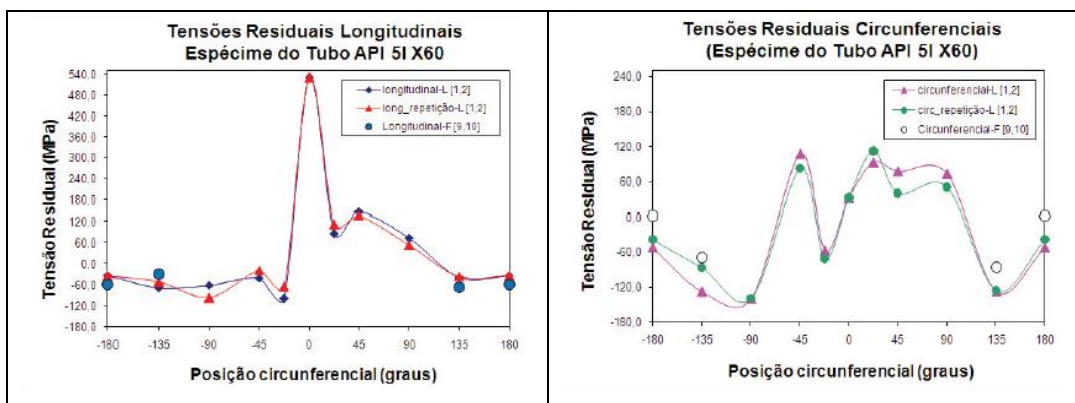 Tensões Residuais Longitudinais
Espécime do Tubo API 5l X60
Tensão Residual (MPa)
540,0
480,0
420,0
360,0
300,0
240,0
180,0
120,0
60,0
0,0
-60,0
-120,0
-180,0
longitudinal-L [1,2]
long_repetição-L [1,2]
Longitudinal-F [9,10]
-180 -135 -90 -45 0 45 90 135 180
Posição circunferencial (graus)
Tensões Residuais Circunferenciais
(Espécime do Tubo API 5l X60)
Tensão Residual (MPa)
240,0
180,0
120,0
60,0
0,0
-60,0
-120,0
-180,0
circunferencial-L [1,2]
circ_repetição-L [1,2]
Circunferencial-F [9,10]
-180 -135 -90 -45 0 45 90 135 180
Posição circunferencial (graus)